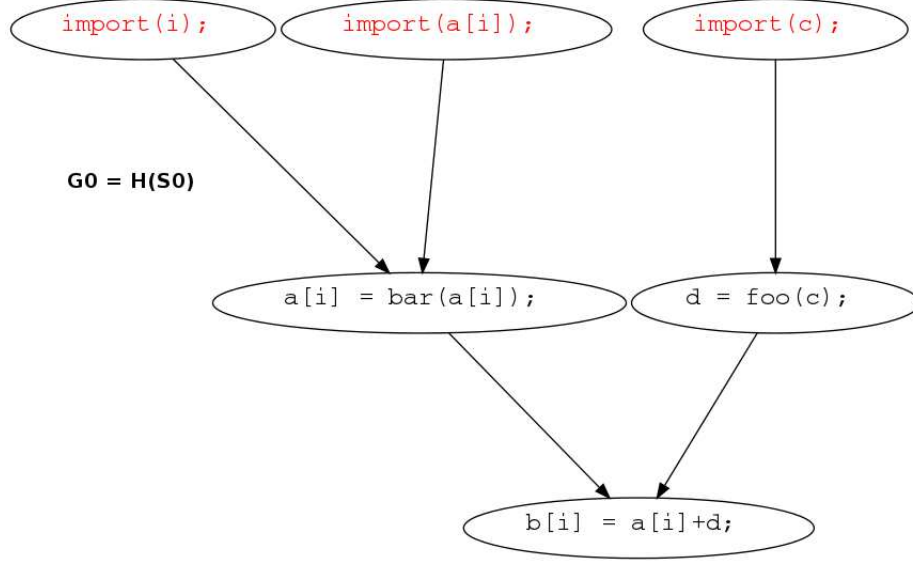 import(i);
import(a[i]);
import(c);
G0 = H(S0)
a[i] = bar(a[i]);
d = foo(c);
b[i] = a[i]+d;